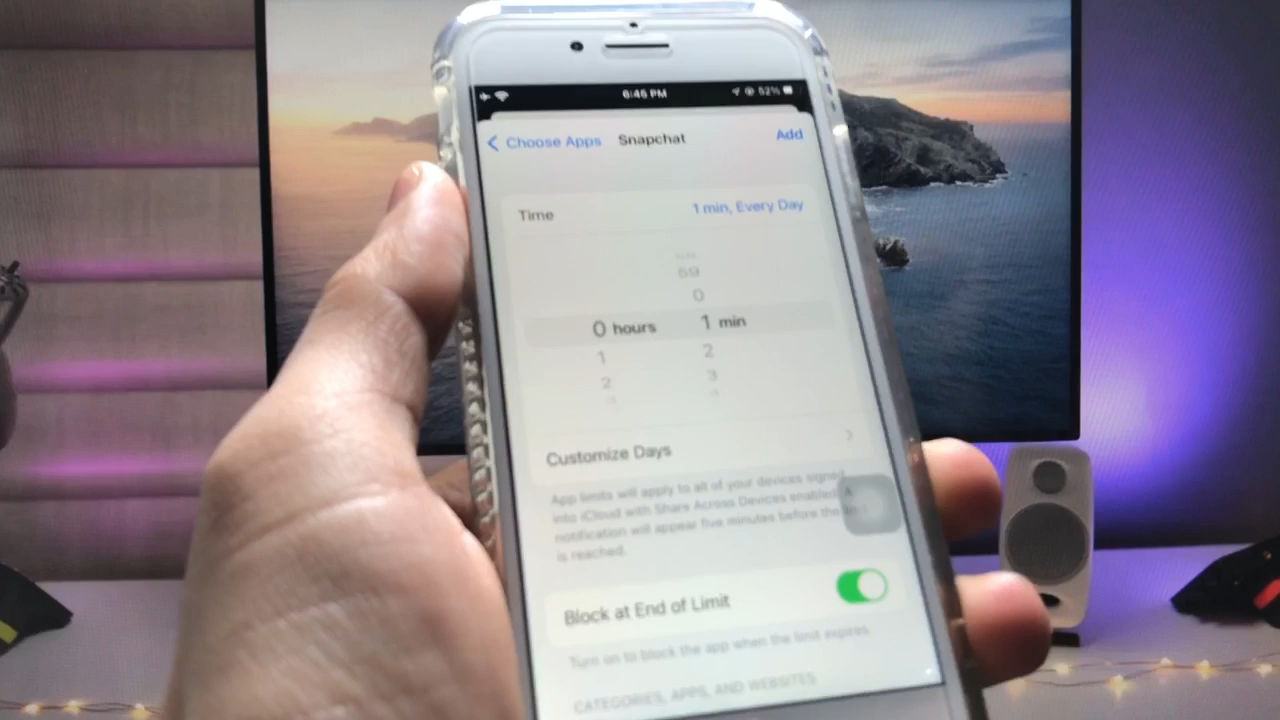 6:45 PM 52%
Choose Apps Snapchat Add
Time 1 min, Every Day
59
0
0 hours 1 min
1 2
2 3
Customize Days
App limits will apply to all of your devices signed
into iCloud with Share Across Devices enabled. A
notification will appear five minutes before the
is reached.
Block at End of Limit
Turn on to block the app when the limit expires.
CATEGORIES, APPS, AND WEBSITES